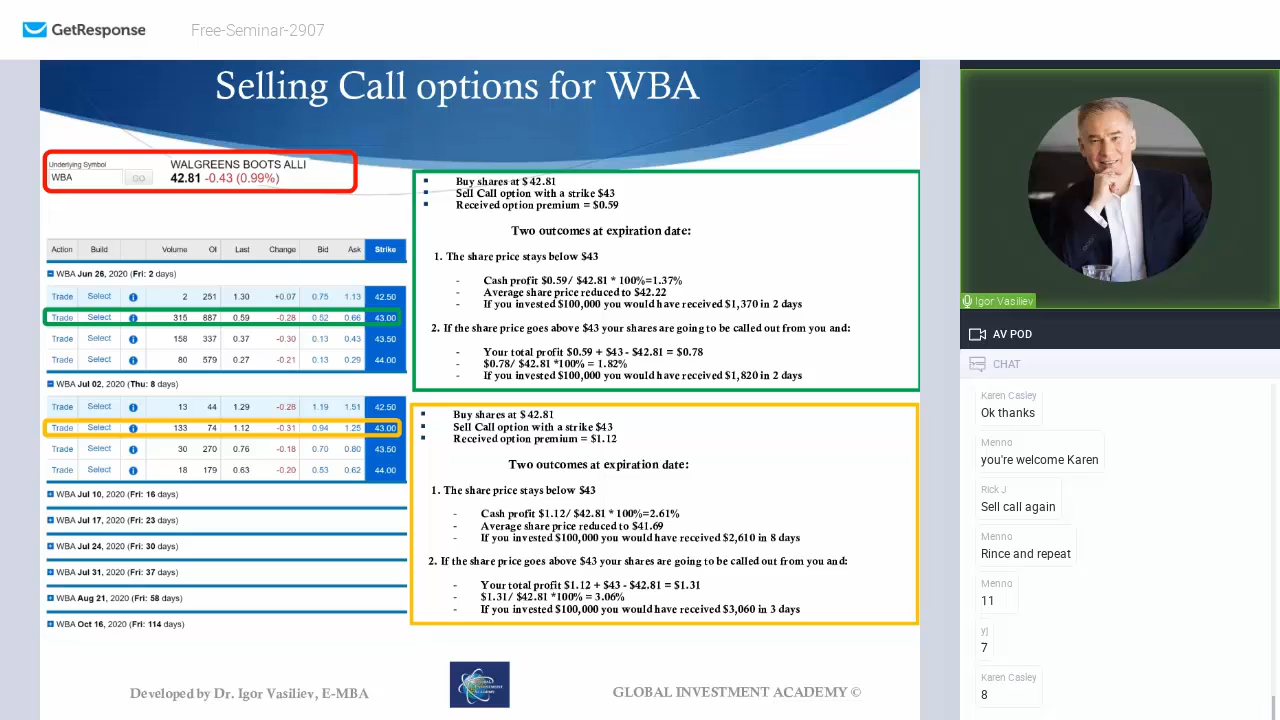 GetResponse
Free-Seminar-2907
Selling Call options for WBA
Underlying Symbol
WBA
GO
WALGREENS BOOTS ALLI
42.81 -0.43 (0.99%)
Action Build Volume OI Last Change Bid Ask Strike
WBA Jun 26, 2020 (Fri: 2 days)
Trade Select 2 251 1.30 +0.07 0.75 1.13 42.50
Trade Select 315 887 0.59 -0.28 0.52 0.66 43.00
Trade Select 158 337 0.37 -0.30 0.13 0.43 43.50
Trade Select 80 579 0.27 -0.21 0.13 0.29 44.00
WBA Jul 02, 2020 (Thu: 8 days)
Trade Select 13 44 1.29 -0.28 1.19 1.51 42.50
Trade Select 133 74 1.12 -0.31 0.94 1.25 43.00
Trade Select 30 270 0.76 -0.18 0.70 0.80 43.50
Trade Select 18 179 0.63 -0.20 0.53 0.62 44.00
WBA Jul 10, 2020 (Fri: 16 days)
WBA Jul 17, 2020 (Fri: 23 days)
WBA Jul 24, 2020 (Fri: 30 days)
WBA Jul 31, 2020 (Fri: 37 days)
WBA Aug 21, 2020 (Fri: 58 days)
WBA Oct 16, 2020 (Fri: 114 days)
Buy shares at $ 42.81
Sell Call option with a strike $43
Received option premium = $0.59
Two outcomes at expiration date:
1. The share price stays below $43
- Cash profit $0.59/ $42.81 * 100%=1.37%
- Average share price reduced to $42.22
- If you invested $100,000 you would have received $1,370 in 2 days
2. If the share price goes above $43 your shares are going to be called out from you and:
- Your total profit $0.59 + $43 - $42.81 = $0.78
- $0.78/ $42.81 *100% = 1.82%
- If you invested $100,000 you would have received $1,820 in 2 days
Buy shares at $ 42.81
Sell Call option with a strike $43
Received option premium = $1.12
Two outcomes at expiration date:
1. The share price stays below $43
- Cash profit $1.12/ $42.81 * 100%=2.61%
- Average share price reduced to $41.69
- If you invested $100,000 you would have received $2,610 in 8 days
2. If the share price goes above $43 your shares are going to be called out from you and:
- Your total profit $1.12 + $43 - $42.81 = $1.31
- $1.31/ $42.81 *100% = 3.06%
- If you invested $100,000 you would have received $3,060 in 3 days
Developed by Dr. Igor Vasiliev, E-MBA
GLOBAL INVESTMENT ACADEMY ©
Igor Vasiliev
AV POD
CHAT
Karen Casley
Ok thanks
Menno
you're welcome Karen
Rick J
Sell call again
Menno
Rince and repeat
Menno
11
yj
7
Karen Casley
8